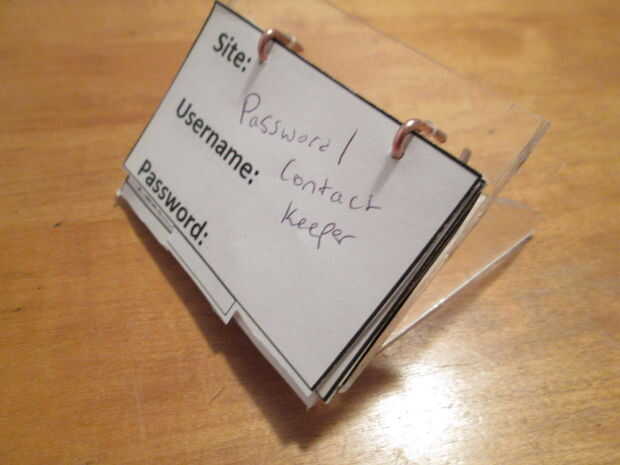 Site:
Username:
Password:
Password/
Contact
Keeper